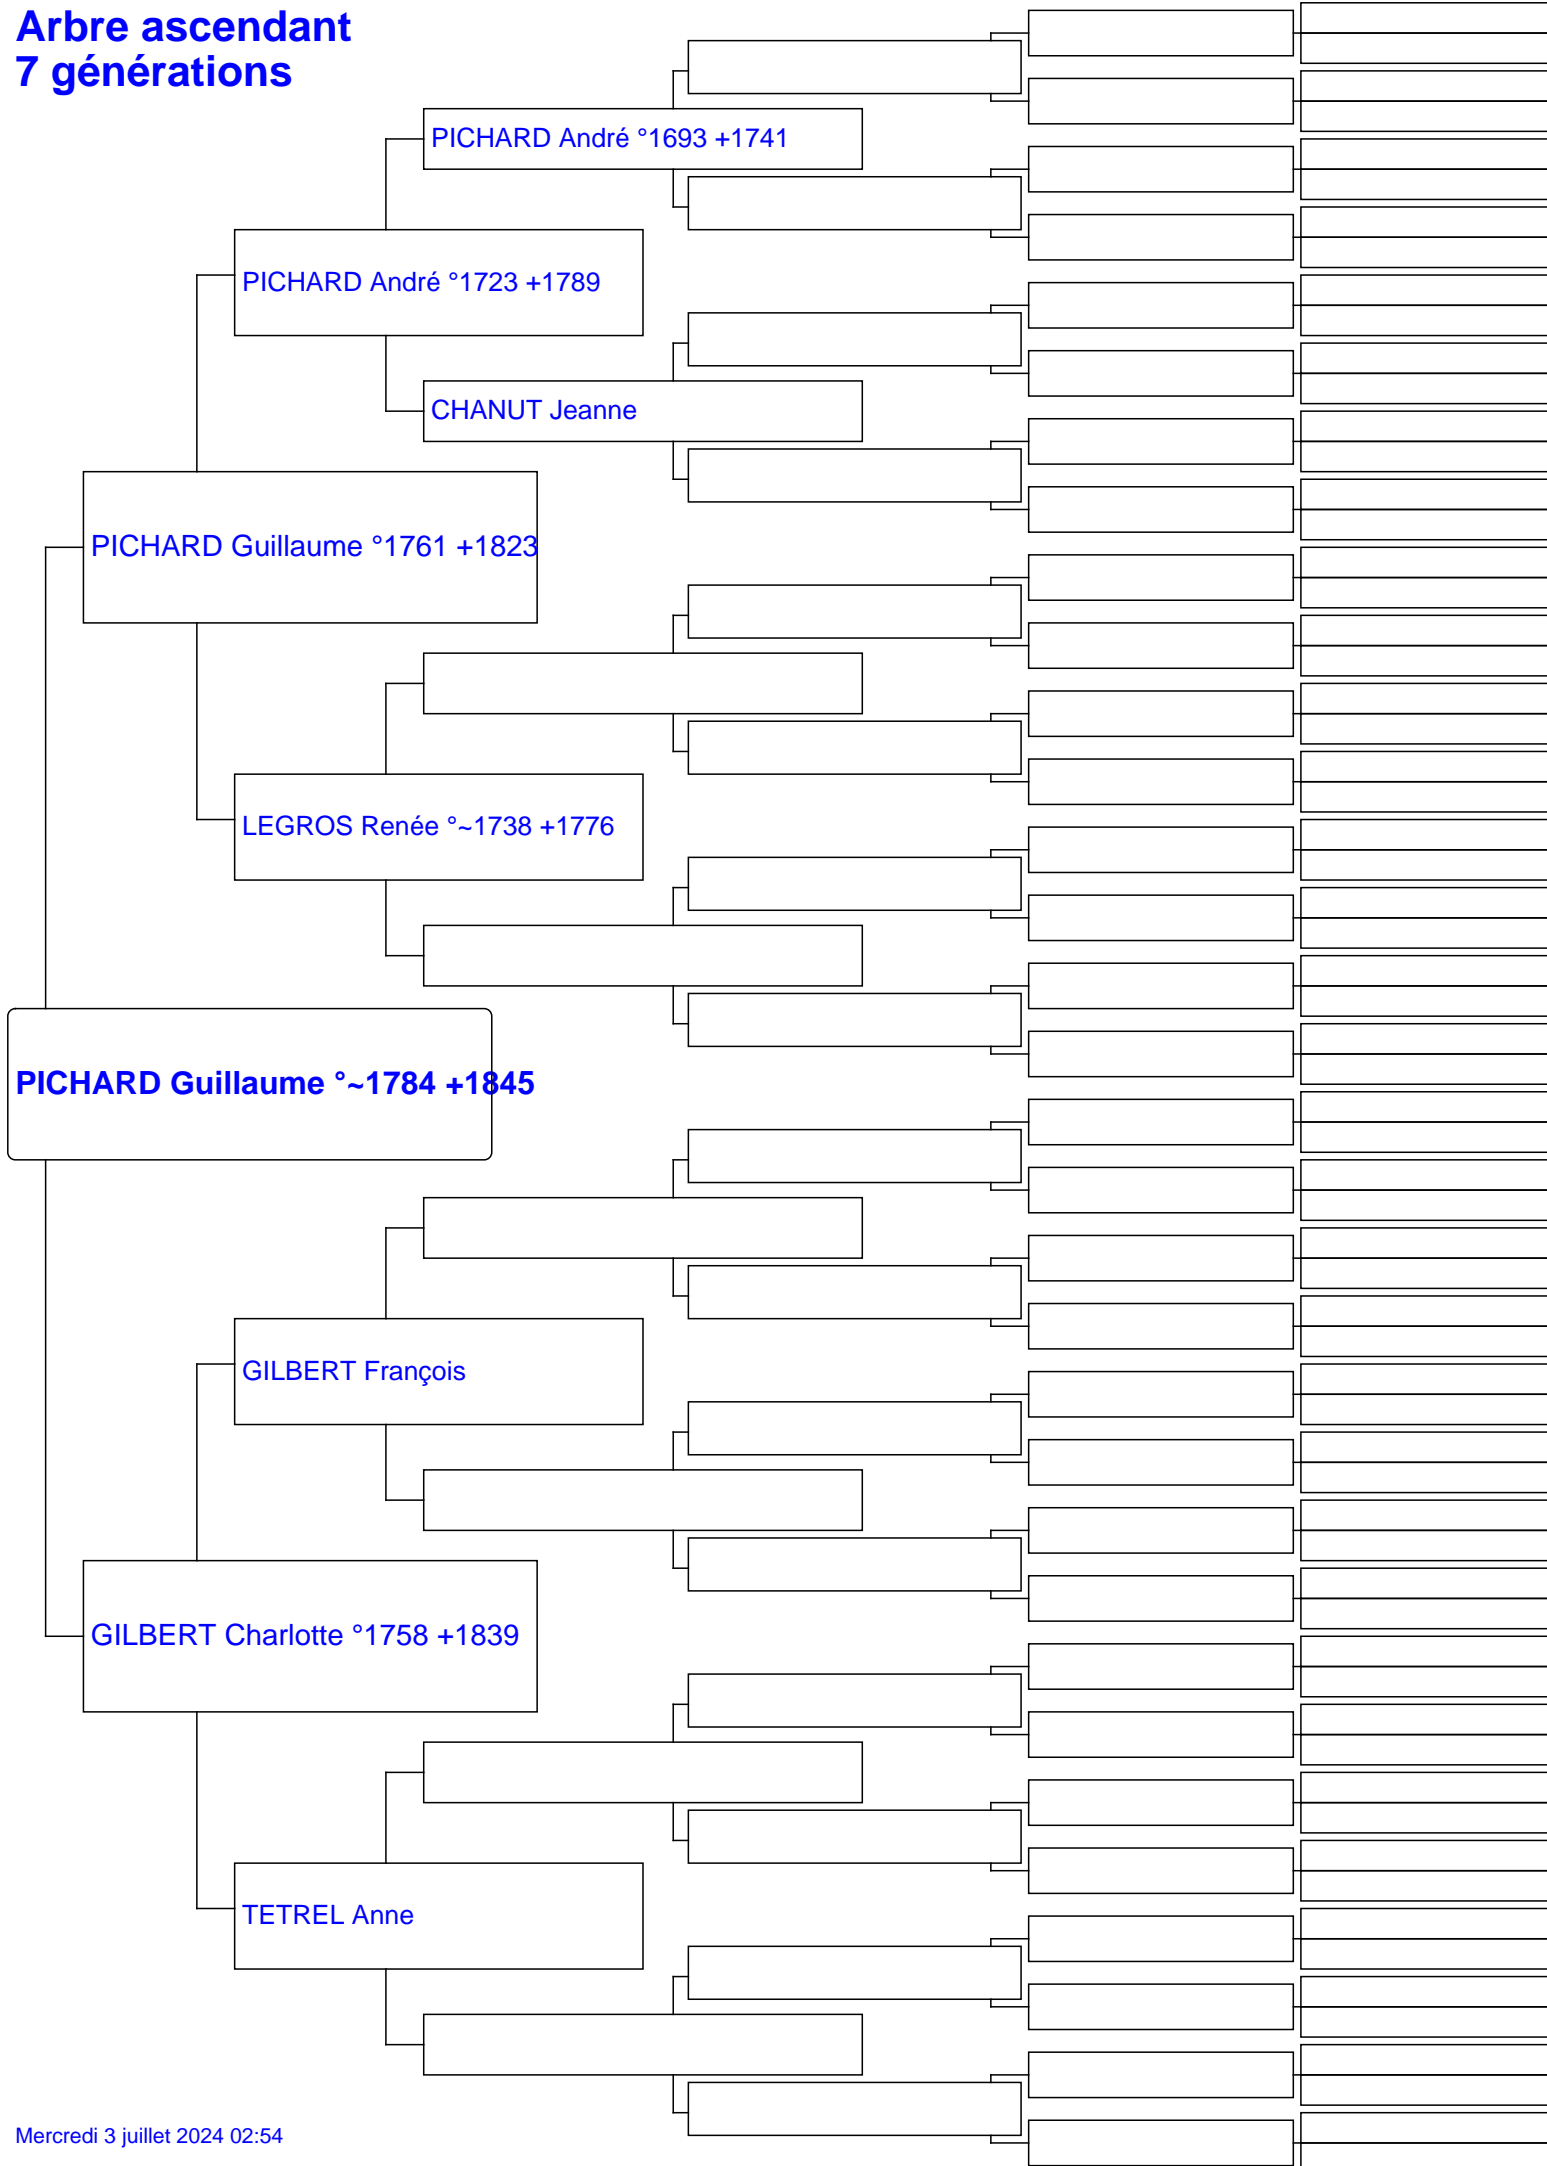 Arbre ascendant
7 générations
PICHARD André °1693 +1741
PICHARD André °1723 +1789
CHANUT Jeanne
PICHARD Guillaume °1761 +1823
LEGROS Renée °~1738 +1776
PICHARD Guillaume °~1784 +1845
GILBERT François
GILBERT Charlotte °1758 +1839
TETREL Anne
Mercredi 3 juillet 2024 02:54